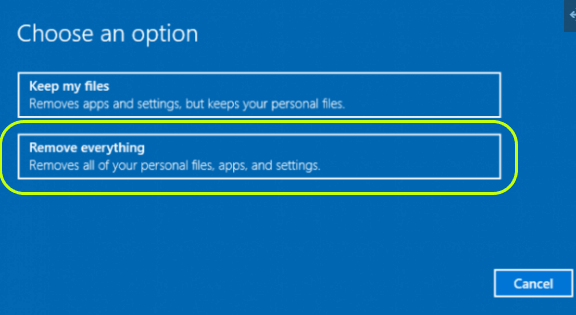 Choose an option
Keep my files
Removes apps and settings, but keeps your personal files.
Remove everything
Removes all of your personal files, apps, and settings.
Cancel